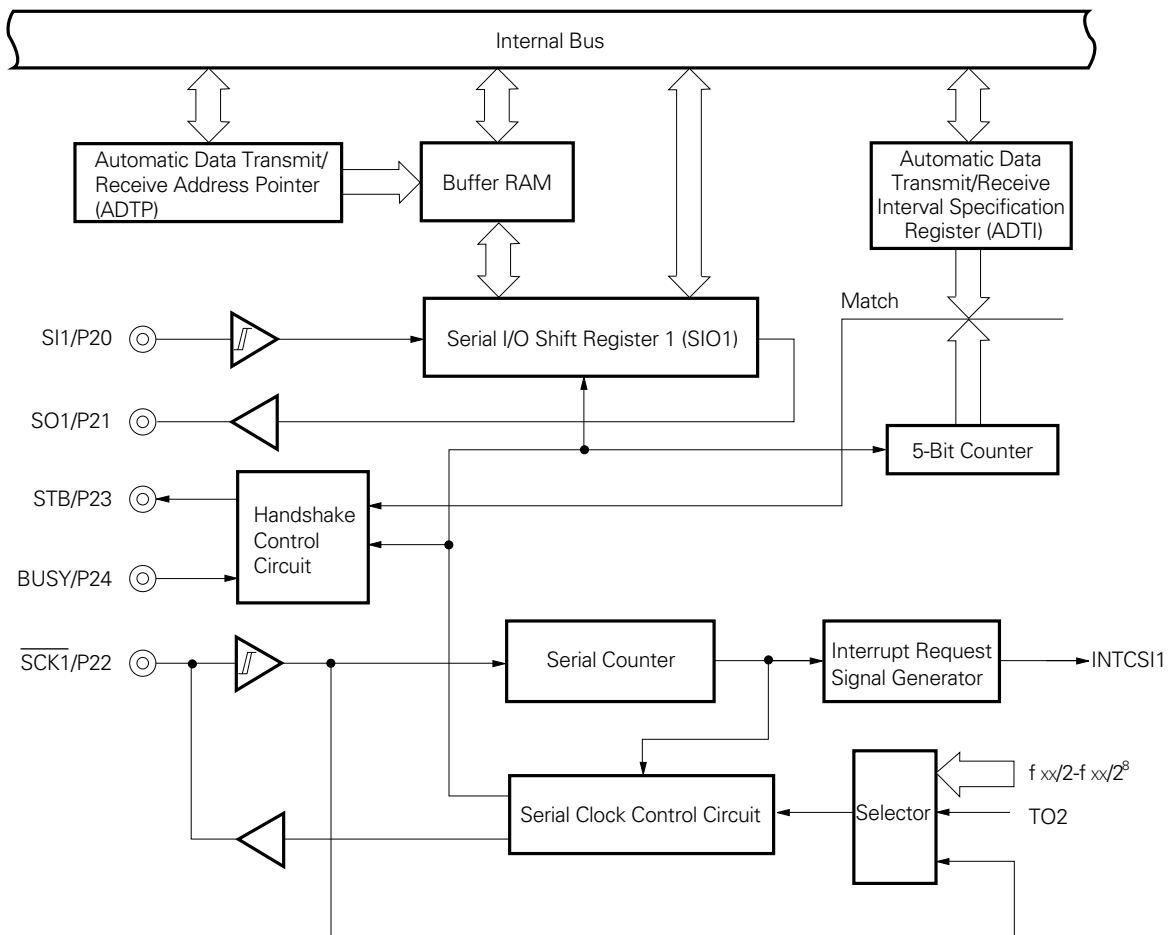 Internal Bus
Automatic Data Transmit/
Receive Address Pointer
(ADTP)
Buffer RAM
Automatic Data
Transmit/Receive
Interval Specification
Register (ADTI)
Match
SI1/P20
Serial I/O Shift Register 1 (SIO1)
SO1/P21
5-Bit Counter
STB/P23
Handshake
Control
Circuit
BUSY/P24
SCK1/P22
Serial Counter
Interrupt Request
Signal Generator
INTCSI1
f xx/2-f xx/2⁸
Serial Clock Control Circuit
Selector
TO2